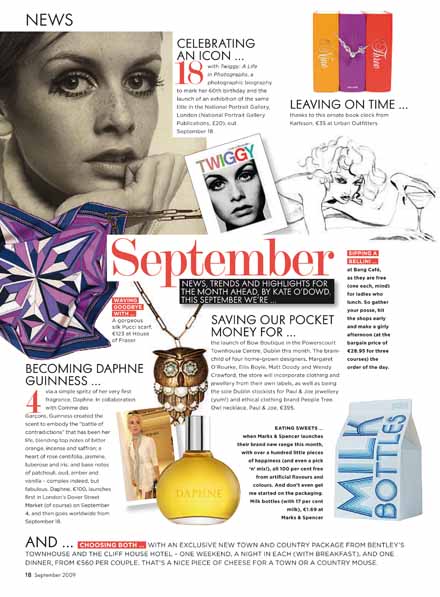 NEWS
CELEBRATING
AN ICON ...
18 with Twiggy: A Life
in Photographs, a
photographic biography
to mark her 60th birthday and the
launch of an exhibition of the same
title in the National Portrait Gallery,
London (National Portrait Gallery
Publications, £20); out
September 18
Nine
Three
LEAVING ON TIME ...
thanks to this ornate book clock from
Karlsson, €35 at Urban Outfitters
TWIGGY
September
NEWS, TRENDS AND HIGHLIGHTS FOR
THE MONTH AHEAD, BY KATE O'DOWD.
THIS SEPTEMBER WE'RE ...
WAVING
GOODBYE
WITH ...
A gorgeous
silk Pucci scarf,
€123 at House
of Fraser
SIPPING A
BELLINI ...
at Bang Café,
as they are free
(one each, mind)
for ladies who
lunch. So gather
your posse, hit
the shops early
and make a girly
afternoon (at the
bargain price of
€28.95 for three
courses) the
order of the day.
SAVING OUR POCKET
MONEY FOR ...
the launch of Bow Boutique in the Powerscourt
Townhouse Centre, Dublin this month. The brain-
child of four home-grown designers, Margaret
O'Rourke, Eilis Boyle, Matt Doody and Wendy
Crawford, the store will incorporate clothing and
jewellery from their own labels, as well as being
the sole Dublin stockists for Paul & Joe jewellery
(yum!) and ethical clothing brand People Tree.
Owl necklace, Paul & Joe, €395.
BECOMING DAPHNE
GUINNESS ...
4 via a simple spritz of her very first
fragrance, Daphne. In collaboration
with Comme des
Garçons, Guinness created the
scent to embody the "battle of
contradictions" that has been her
life, blending top notes of bitter
orange, incense and saffron; a
heart of rose centifolia, jasmine,
tuberose and iris; and base notes
of patchouli, oud, amber and
vanilla – complex indeed, but
fabulous. Daphne, €100, launches
first in London's Dover Street
Market (of course) on September
4, and then goes worldwide from
September 18.
DAPHNE
EATING SWEETS ...
when Marks & Spencer launches
their brand new range this month,
with over a hundred little pieces
of happiness (and even a pick
'n' mix!), all 100 per cent free
from artificial flavours and
colours. And don't even get
me started on the packaging:
Milk bottles (with 17 per cent
milk), €1.69 at
Marks & Spencer
MILK
BOTTLES
AND ... CHOOSING BOTH ... WITH AN EXCLUSIVE NEW TOWN AND COUNTRY PACKAGE FROM BENTLEY'S
TOWNHOUSE AND THE CLIFF HOUSE HOTEL – ONE WEEKEND, A NIGHT IN EACH (WITH BREAKFAST), AND ONE
DINNER, FROM €560 PER COUPLE. THAT'S A NICE PIECE OF CHEESE FOR A TOWN OR A COUNTRY MOUSE.
18 September 2009